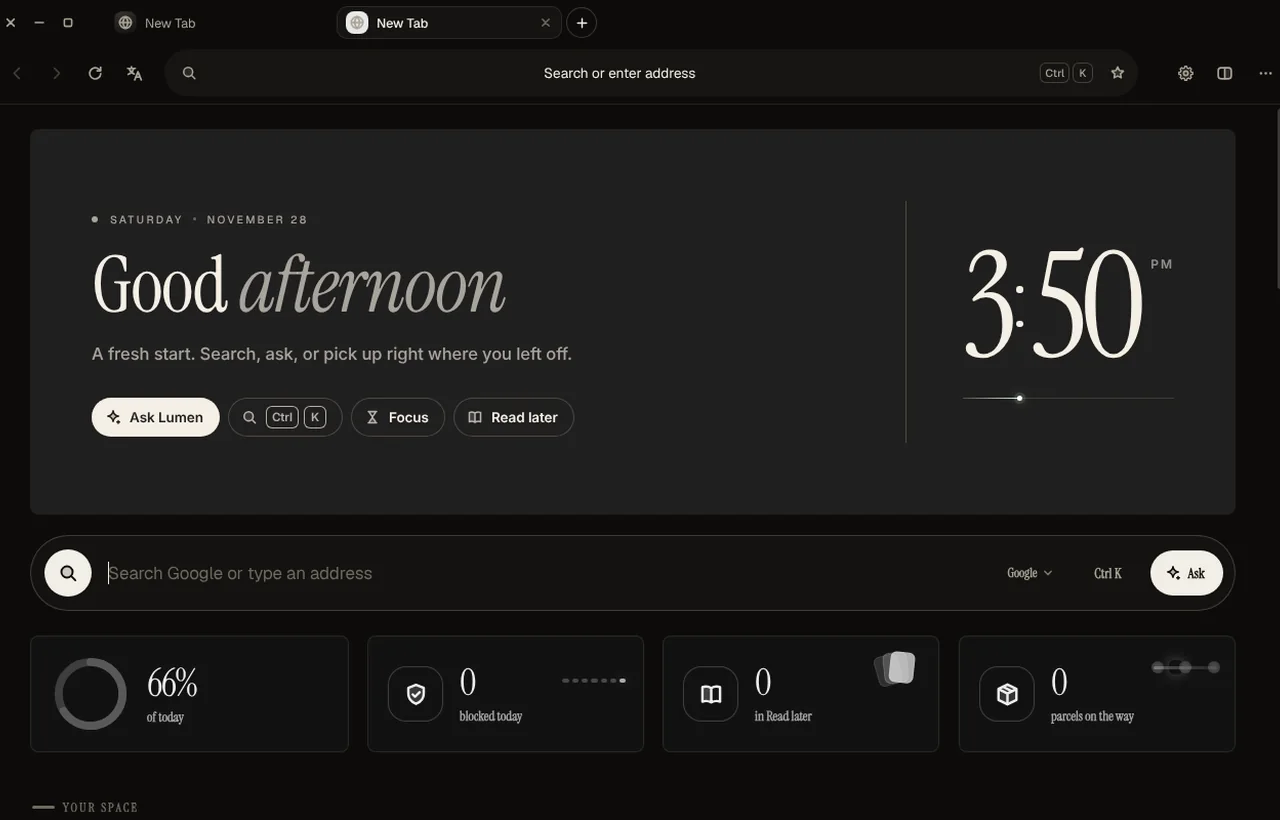 New Tab
New Tab
Search or enter address
Ctrl K
SATURDAY • NOVEMBER 28
Good afternoon
A fresh start. Search, ask, or pick up right where you left off.
Ask Lumen
Ctrl K
Focus
Read later
3:50 PM
Search Google or type an address
Google
Ctrl K
Ask
66%
of today
0
blocked today
0
in Read later
0
parcels on the way
YOUR SPACE